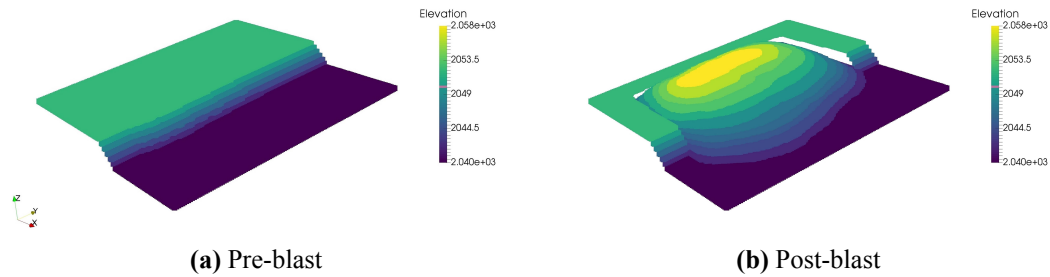 Elevation
2.058e+03
2053.5
2049
2044.5
2.040e+03
Z
Y
X
(a) Pre-blast
Elevation
2.058e+03
2053.5
2049
2044.5
2.040e+03
(b) Post-blast